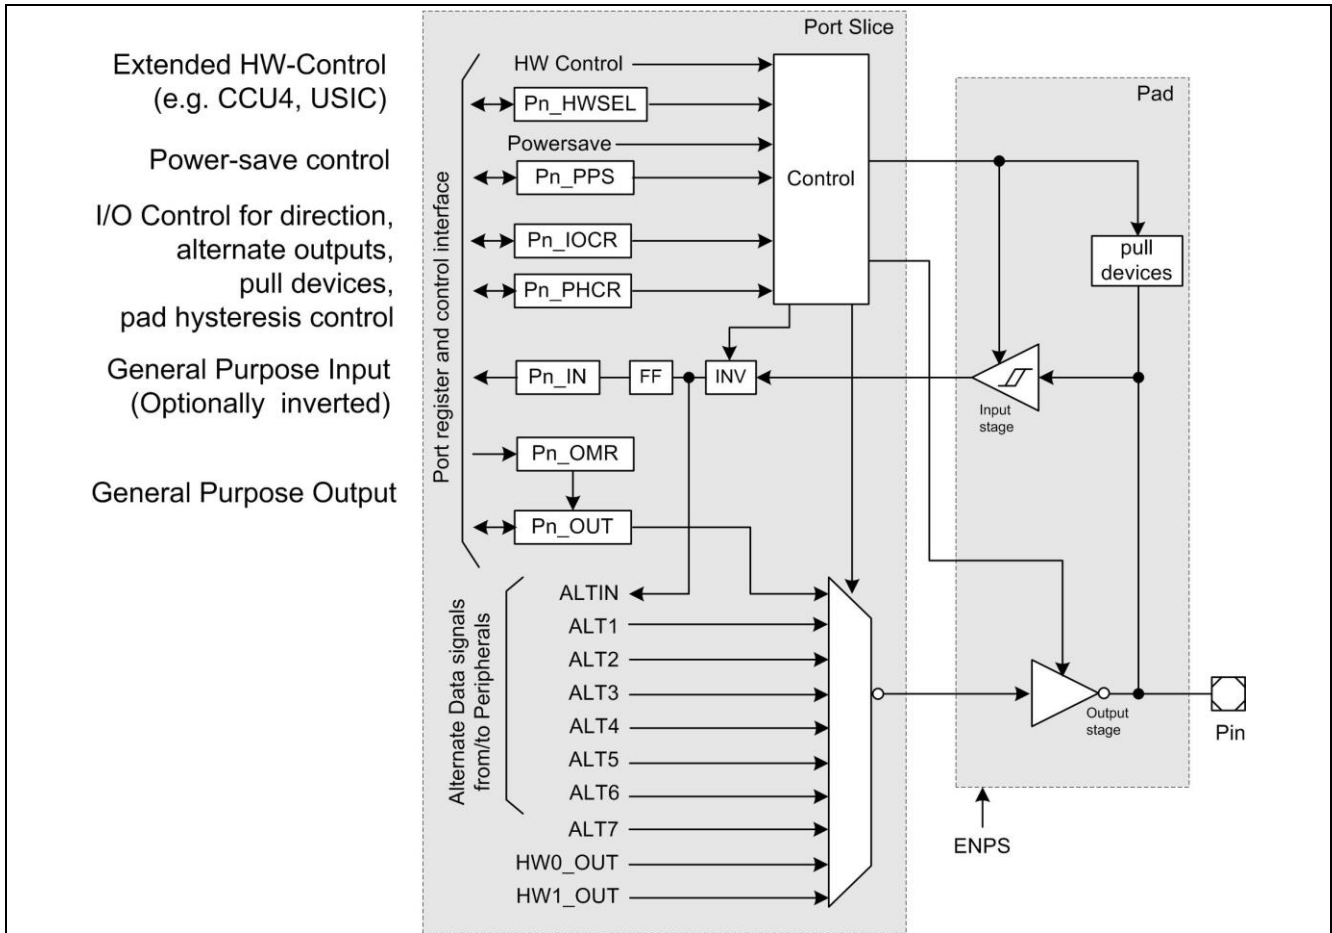 Port Slice
Extended HW-Control
(e.g. CCU4, USIC)
Power-save control
I/O Control for direction,
alternate outputs,
pull devices,
pad hysteresis control
General Purpose Input
(Optionally inverted)
General Purpose Output
Port register and control interface
HW Control
Pn_HWSEL
Powersave
Pn_PPS
Pn_IOCR
Pn_PHCR
Control
Pn_IN
FF
INV
Pn_OMR
Pn_OUT
Alternate Data signals
from/to Peripherals
ALTIN
ALT1
ALT2
ALT3
ALT4
ALT5
ALT6
ALT7
HW0_OUT
HW1_OUT
Pad
pull
devices
Input
stage
Output
stage
Pin
ENPS